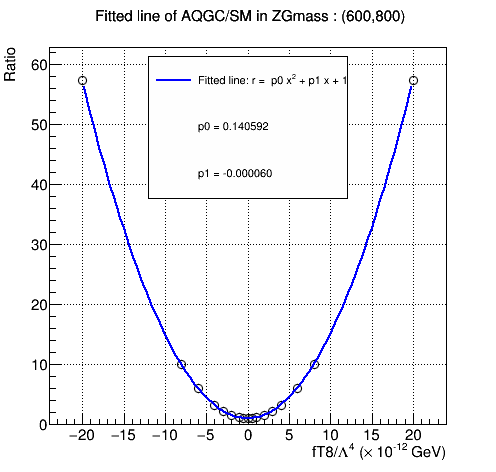 Fitted line of AQGC/SM in ZGmass : (600,800)
Ratio
Fitted line: r = p0 x² + p1 x + 1
p0 = 0.140592
p1 = -0.000060
60
50
40
30
20
10
0
−20 −15 −10 −5 0 5 10 15 20
fT8/Λ⁴ (× 10⁻¹² GeV)